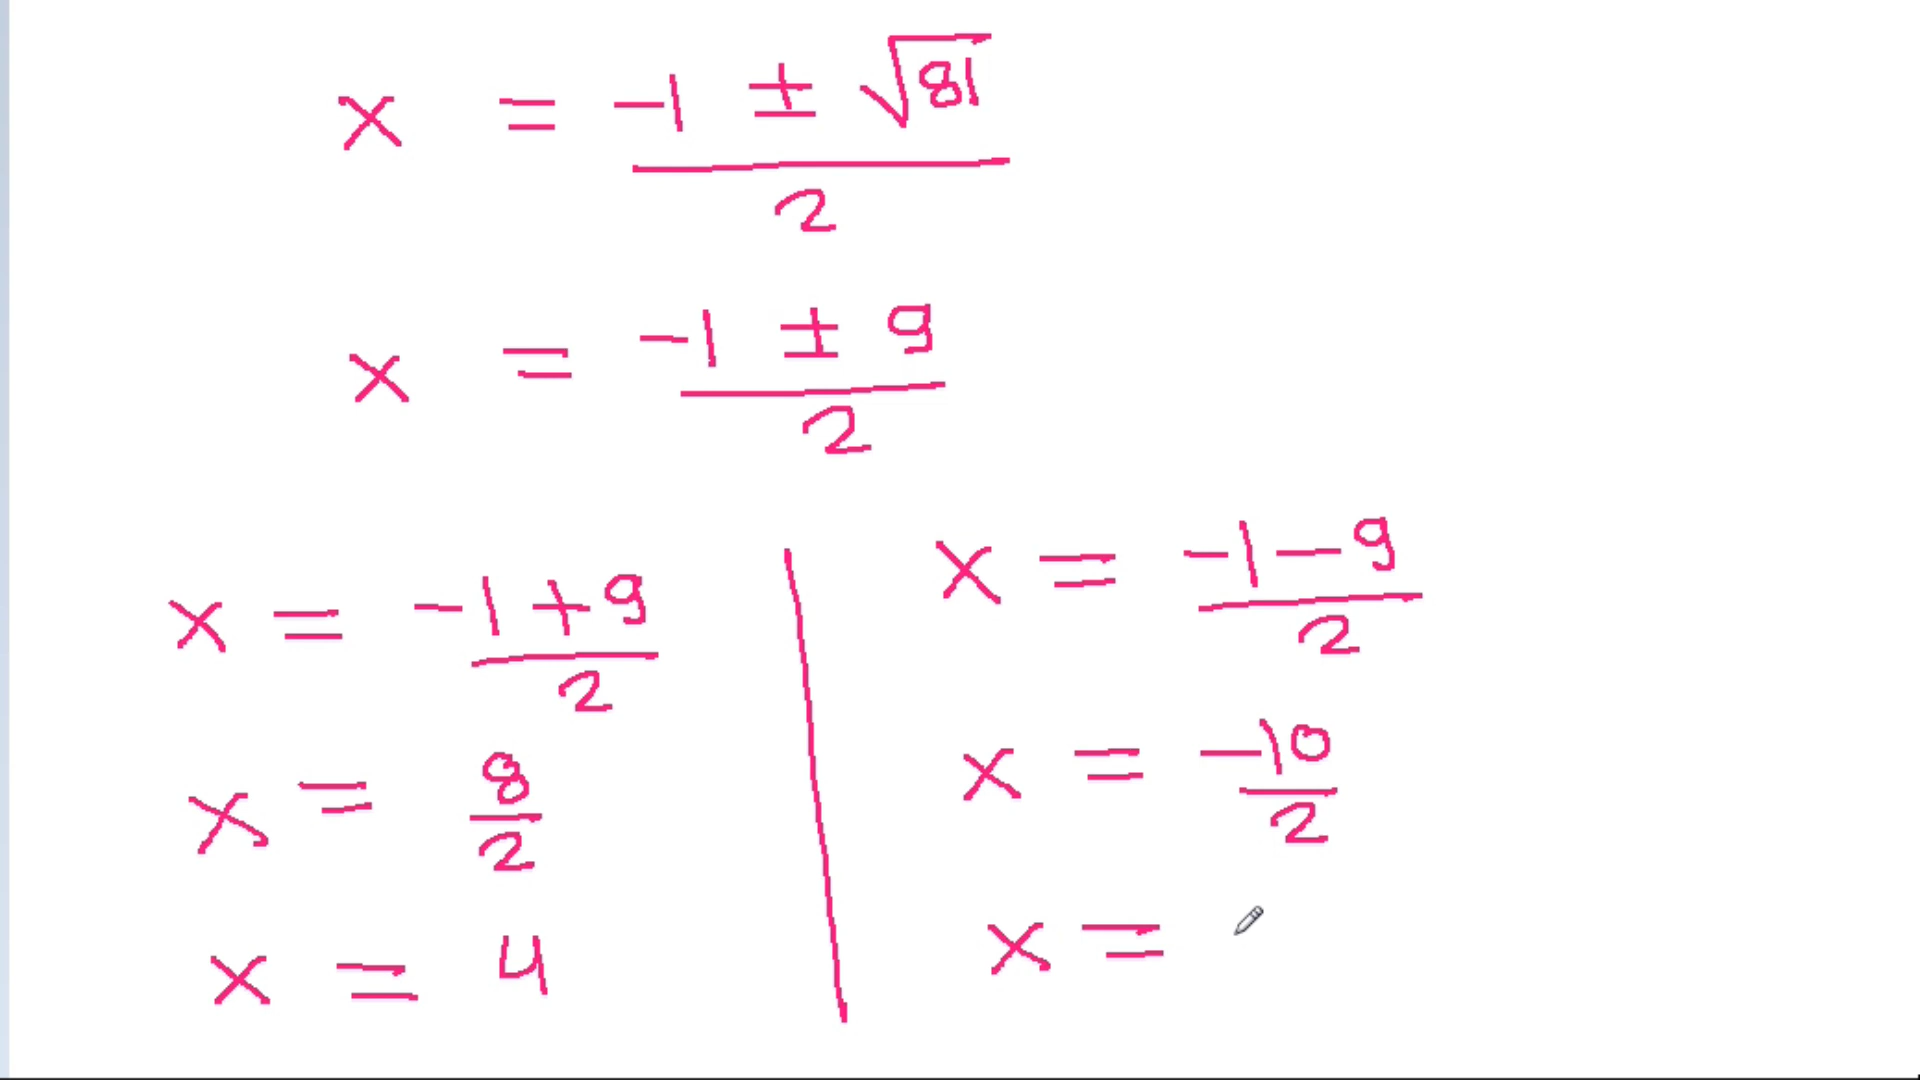 x = (-1 ± √81)/2
x = (-1 ± 9)/2
x = (-1 + 9)/2
x = 8/2
x = 4
x = (-1 - 9)/2
x = -10/2
x =